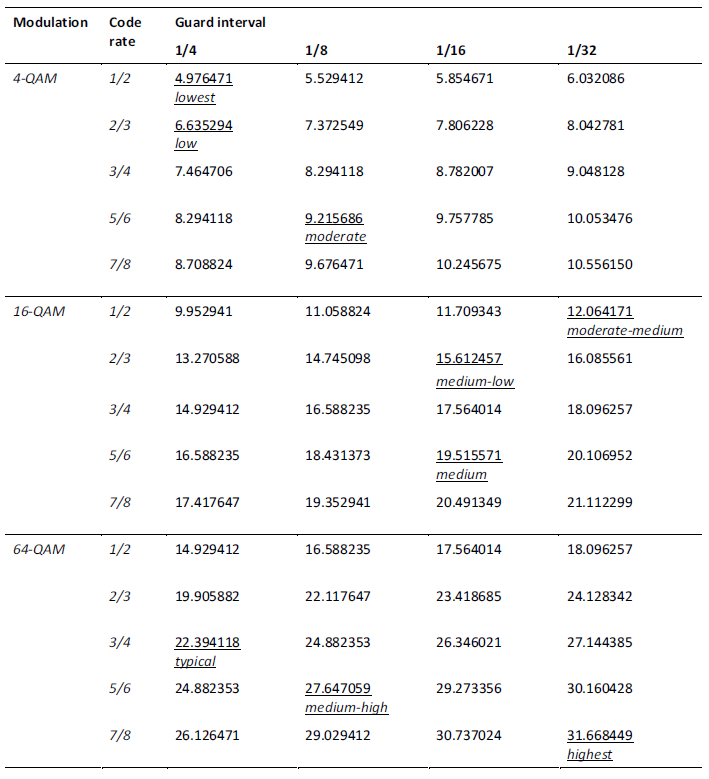 Modulation Code rate Guard interval
1/4 1/8 1/16 1/32
4-QAM 1/2 4.976471 5.529412 5.854671 6.032086
lowest
2/3 6.635294 7.372549 7.806228 8.042781
low
3/4 7.464706 8.294118 8.782007 9.048128
5/6 8.294118 9.215686 9.757785 10.053476
moderate
7/8 8.708824 9.676471 10.245675 10.556150
16-QAM 1/2 9.952941 11.058824 11.709343 12.064171
moderate-medium
2/3 13.270588 14.745098 15.612457 16.085561
medium-low
3/4 14.929412 16.588235 17.564014 18.096257
5/6 16.588235 18.431373 19.515571 20.106952
medium
7/8 17.417647 19.352941 20.491349 21.112299
64-QAM 1/2 14.929412 16.588235 17.564014 18.096257
2/3 19.905882 22.117647 23.418685 24.128342
3/4 22.394118 24.882353 26.346021 27.144385
typical
5/6 24.882353 27.647059 29.273356 30.160428
medium-high
7/8 26.126471 29.029412 30.737024 31.668449
highest